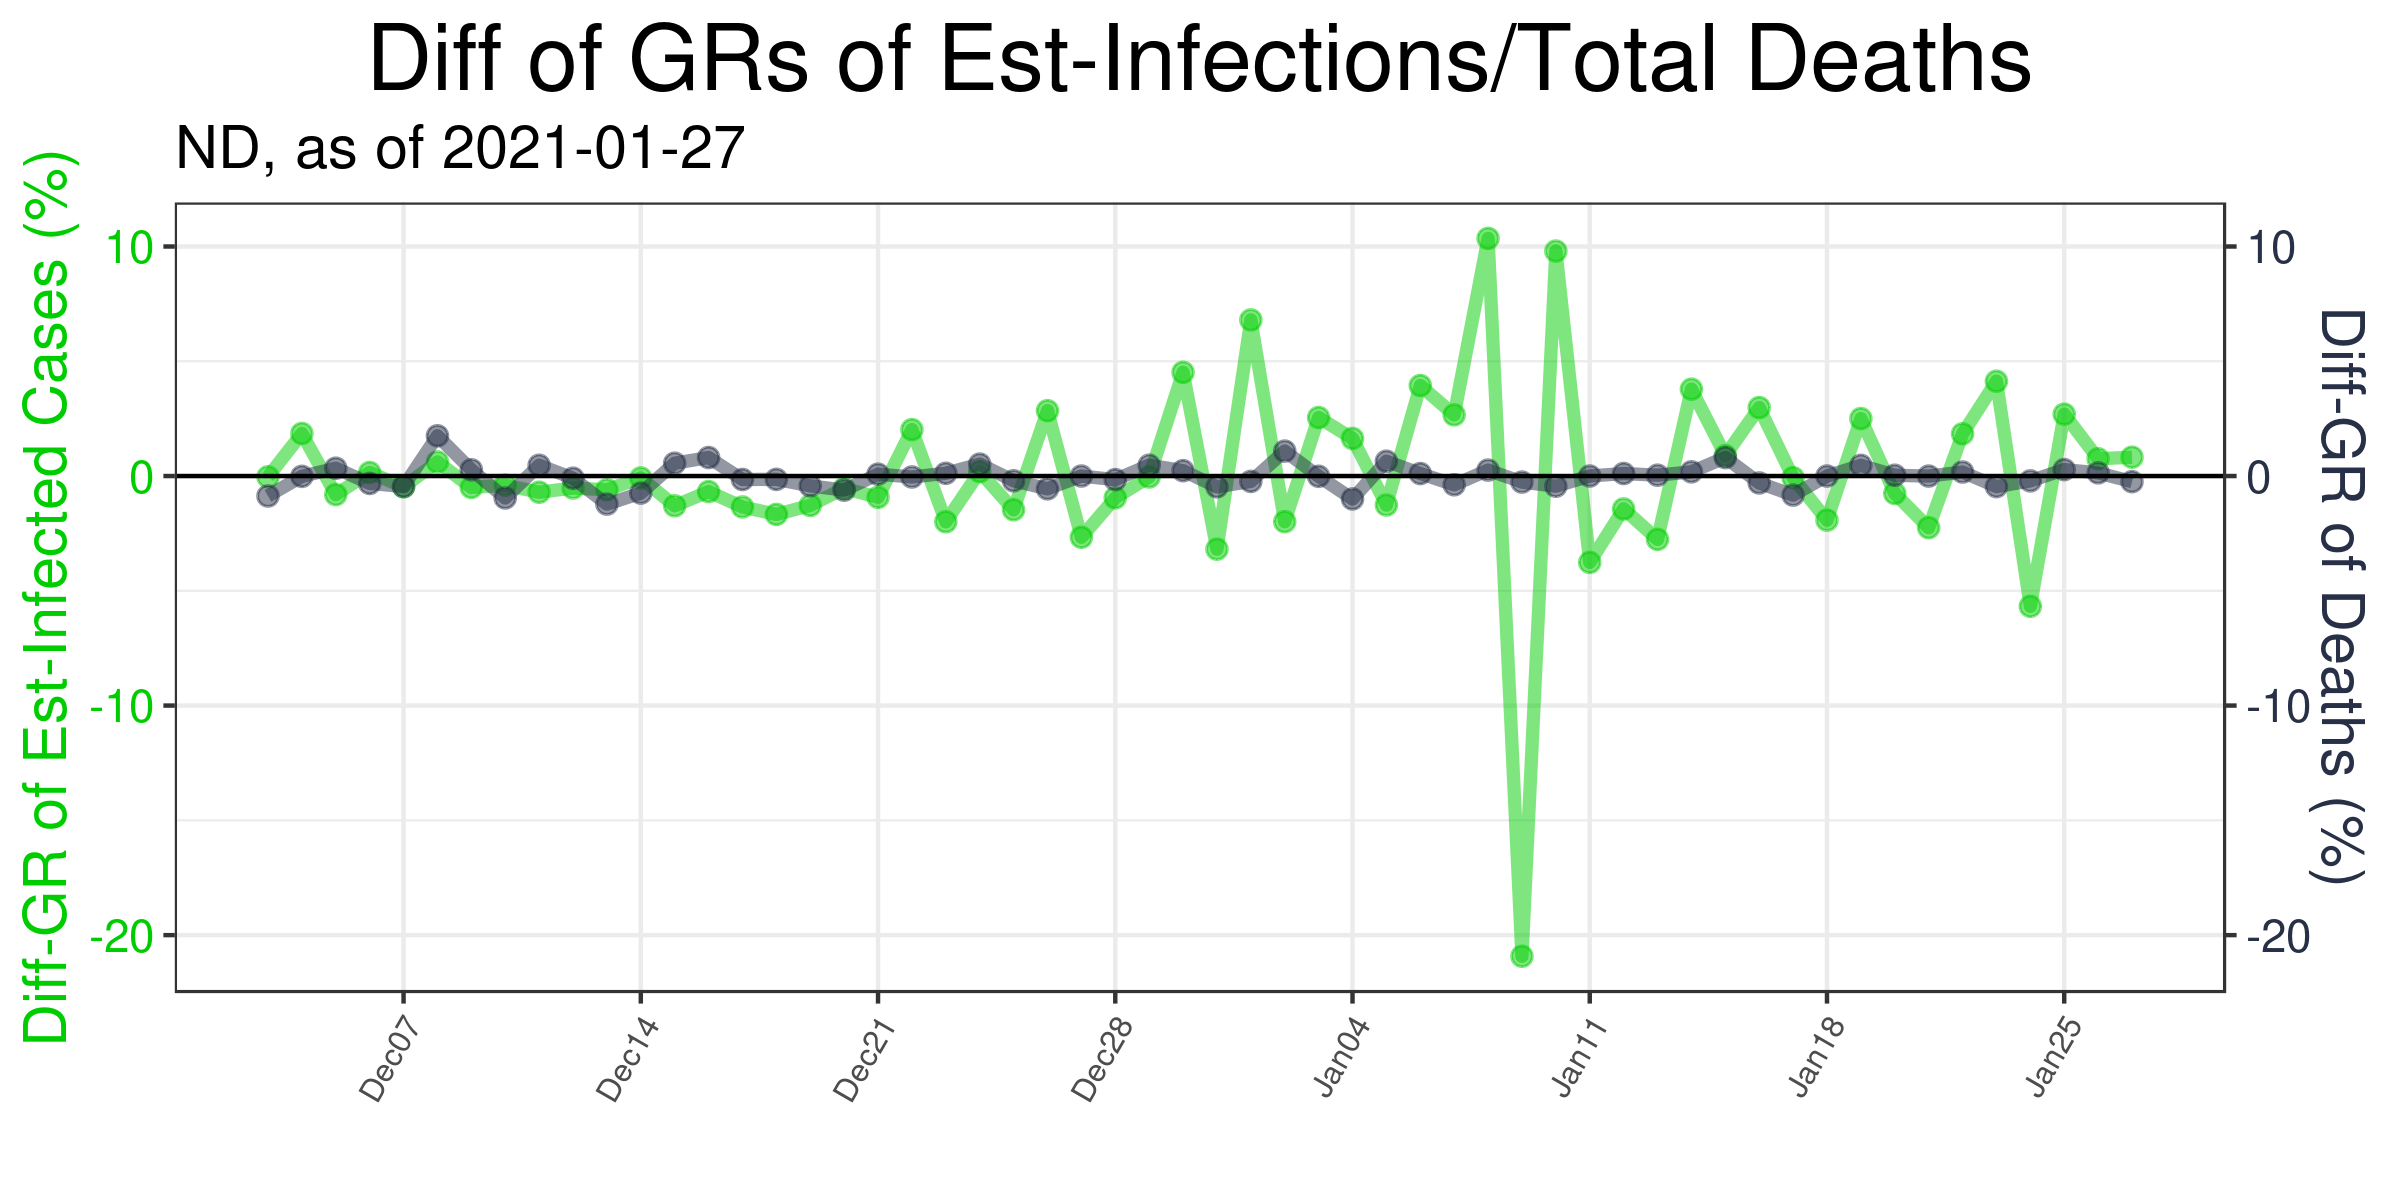 Diff of GRs of Est-Infections/Total Deaths
ND, as of 2021-01-27
Diff-GR of Est-Infected Cases (%)
10
0
-10
-20
10
0
-10
-20
Diff-GR of Deaths (%)
Dec07
Dec14
Dec21
Dec28
Jan04
Jan11
Jan18
Jan25